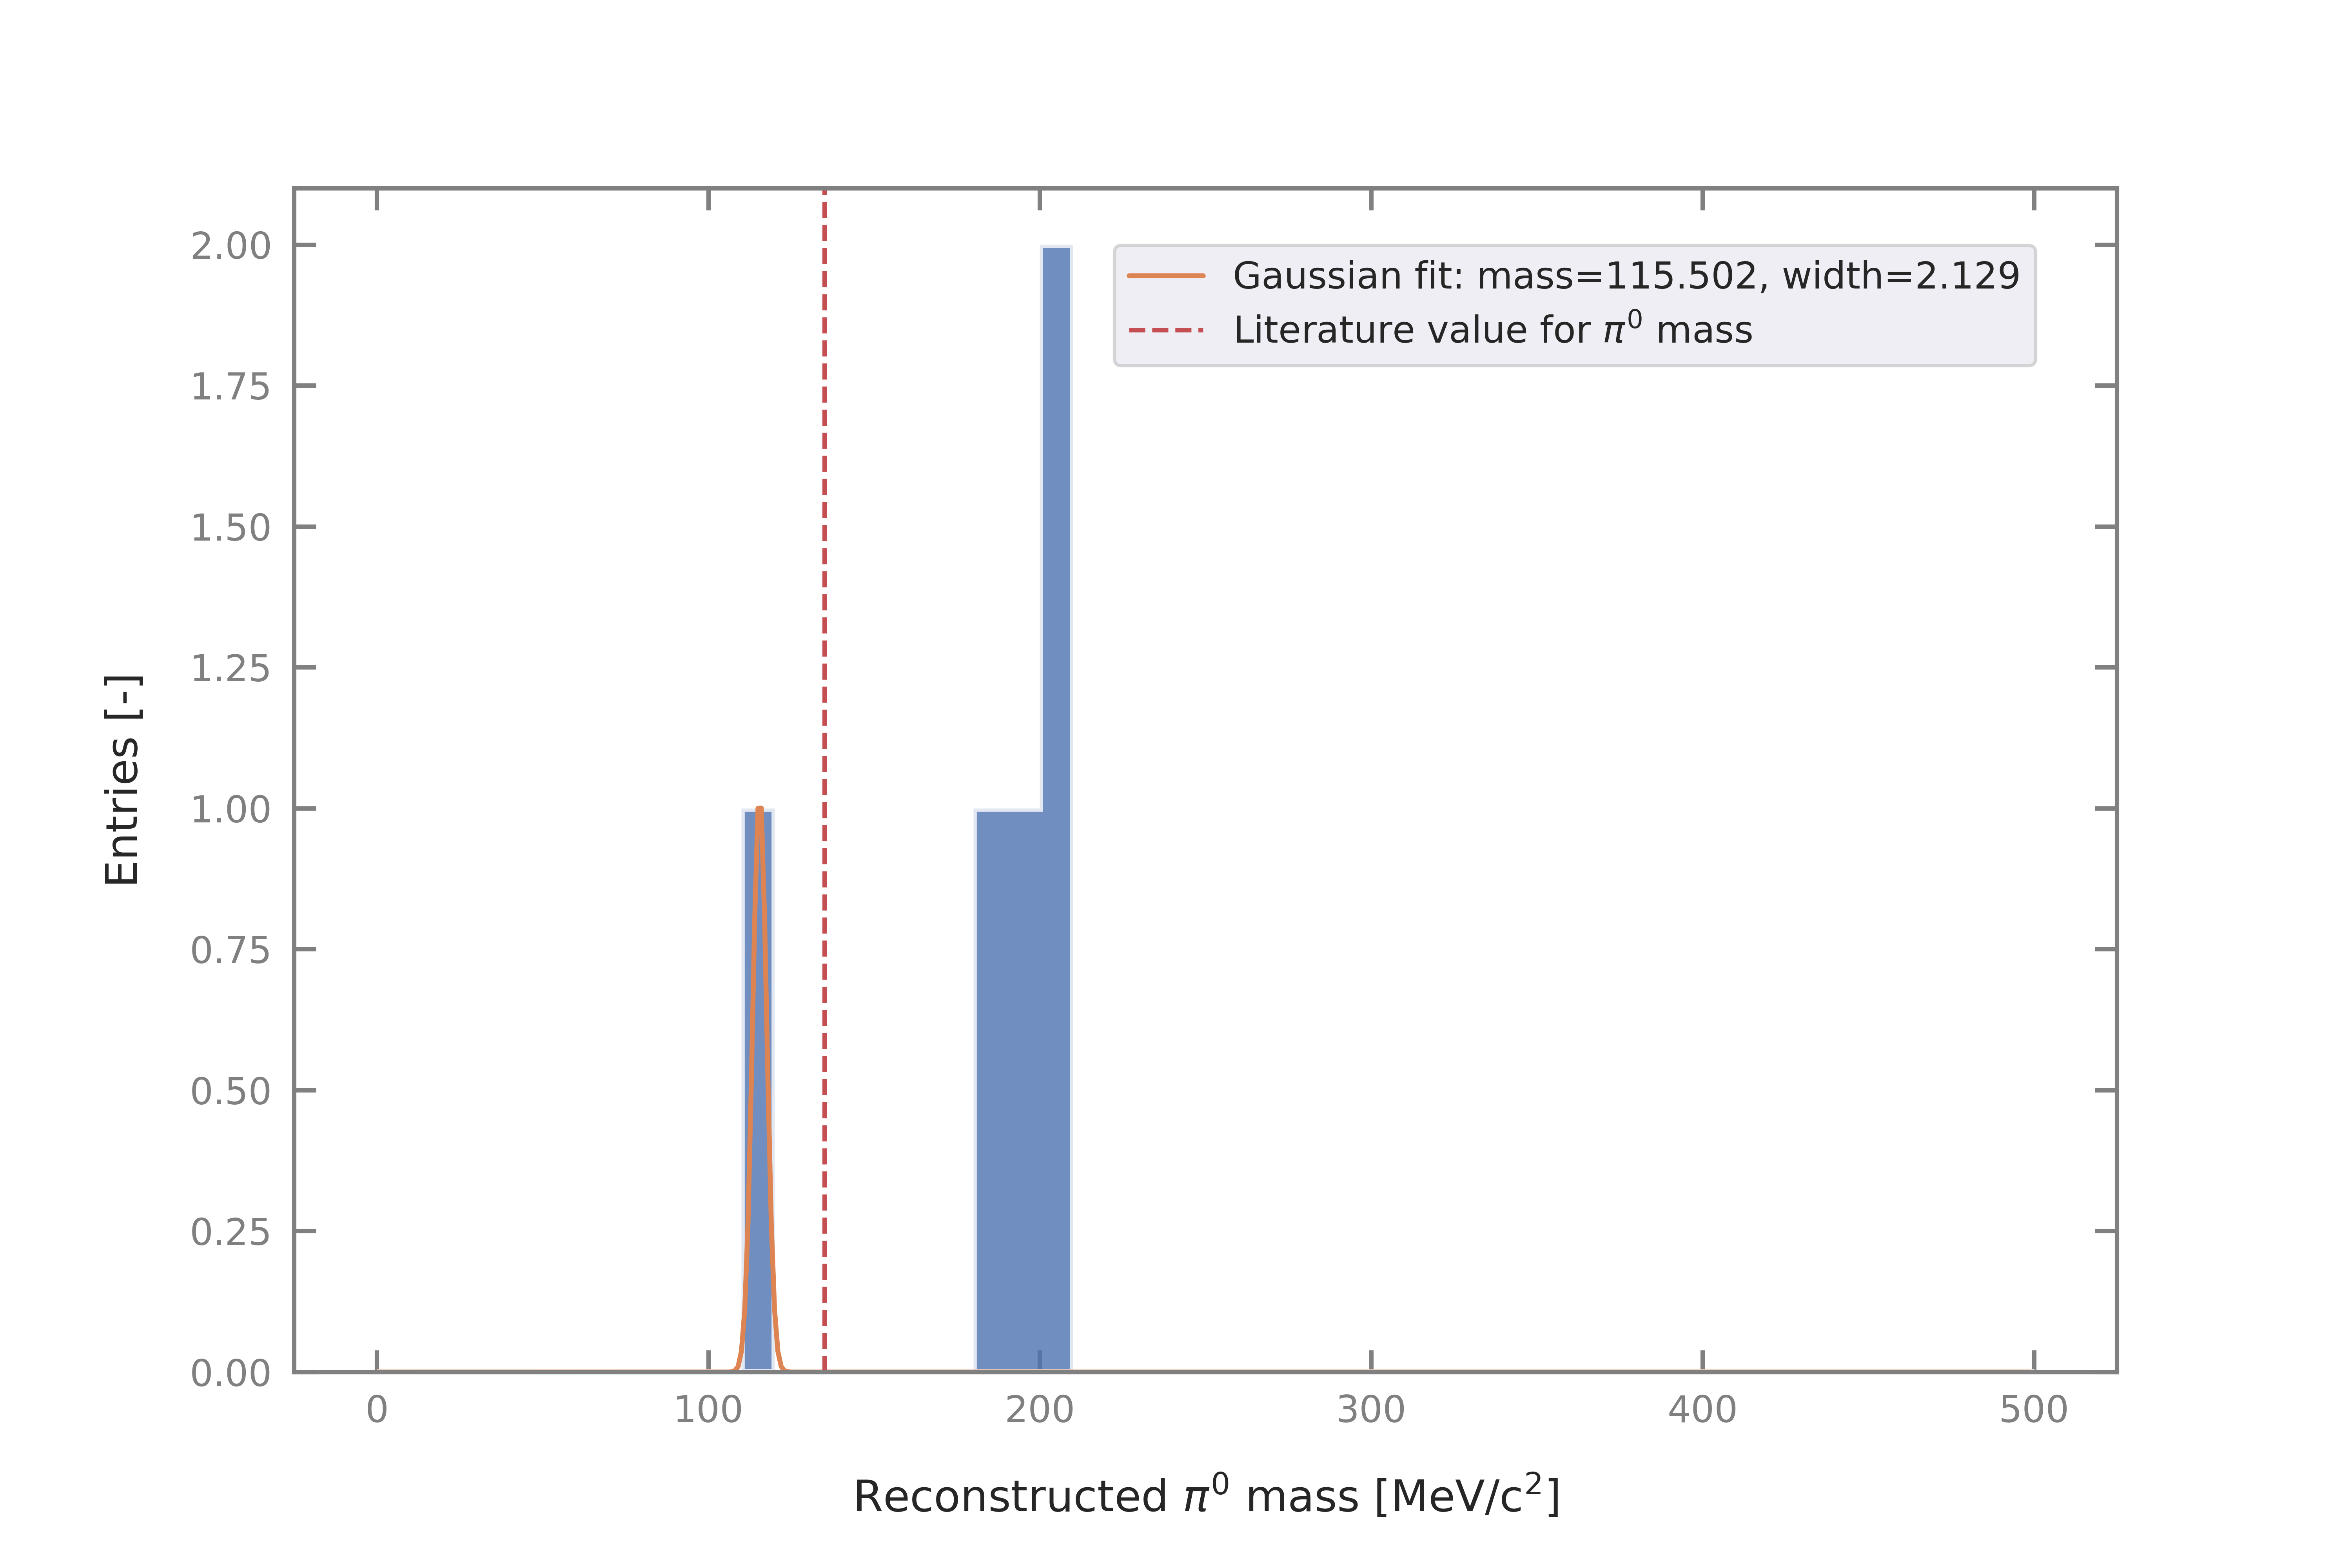 Gaussian fit: mass=115.502, width=2.129
Literature value for π⁰ mass
2.00
1.75
1.50
1.25
1.00
0.75
0.50
0.25
0.00
Entries [-]
0 100 200 300 400 500
Reconstructed π⁰ mass [MeV/c²]